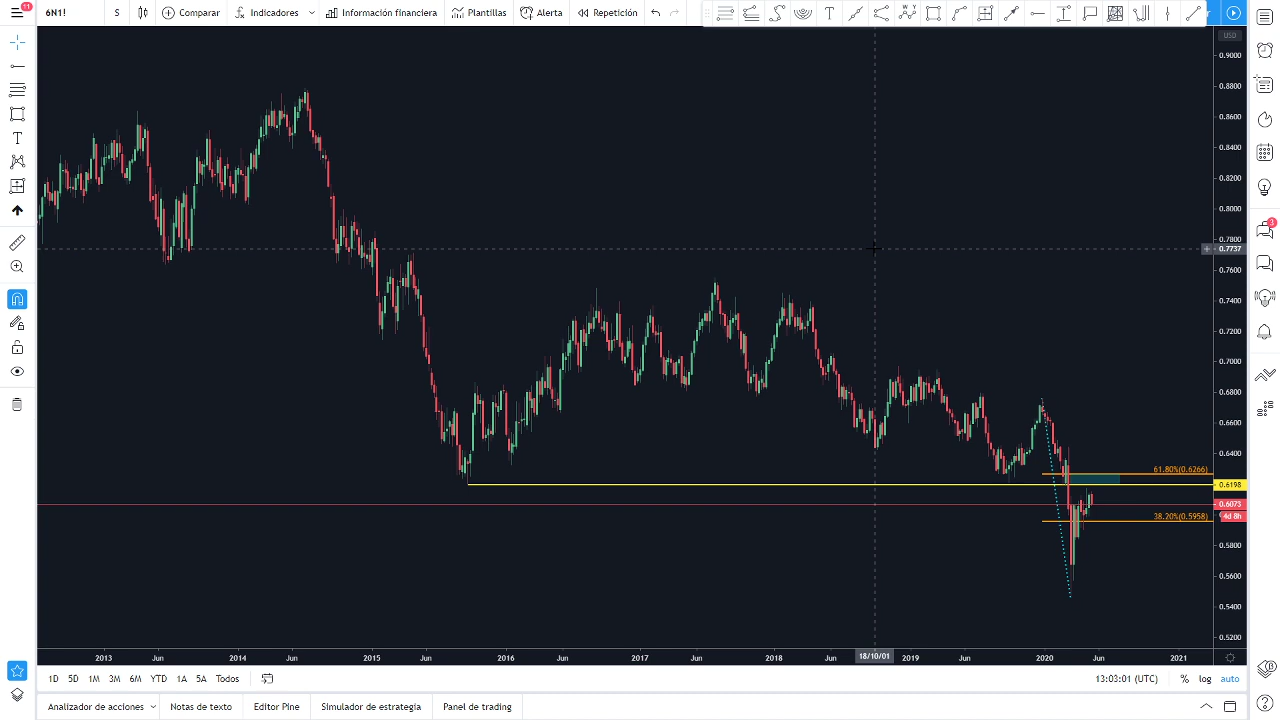 11
6N1!
S
Comparar
Indicadores
Información financiera
Plantillas
Alerta
Repetición
USD
0.9000
0.8800
0.8600
0.8400
0.8200
0.8000
0.7800
0.7737
0.7600
0.7400
0.7200
0.7000
0.6800
0.6600
0.6400
61.80%(0.6266)
0.6198
0.6073
4d 8h
38.20%(0.5958)
0.5800
0.5600
0.5400
0.5200
3
2013
Jun
2014
Jun
2015
Jun
2016
Jun
2017
Jun
2018
Jun
18/10/01
2019
Jun
2020
Jun
2021
1D
5D
1M
3M
6M
YTD
1A
5A
Todos
13:03:01 (UTC)
%
log
auto
Analizador de acciones
Notas de texto
Editor Pine
Simulador de estrategia
Panel de trading